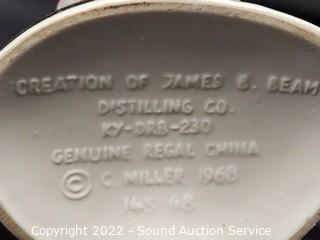 CREATION OF JAMES B. BEAM
DISTILLING CO.
KY-DRB-230
GENUINE REGAL CHINA
© C. MILLER 1968
145 68
Copyright 2022 - Sound Auction Service